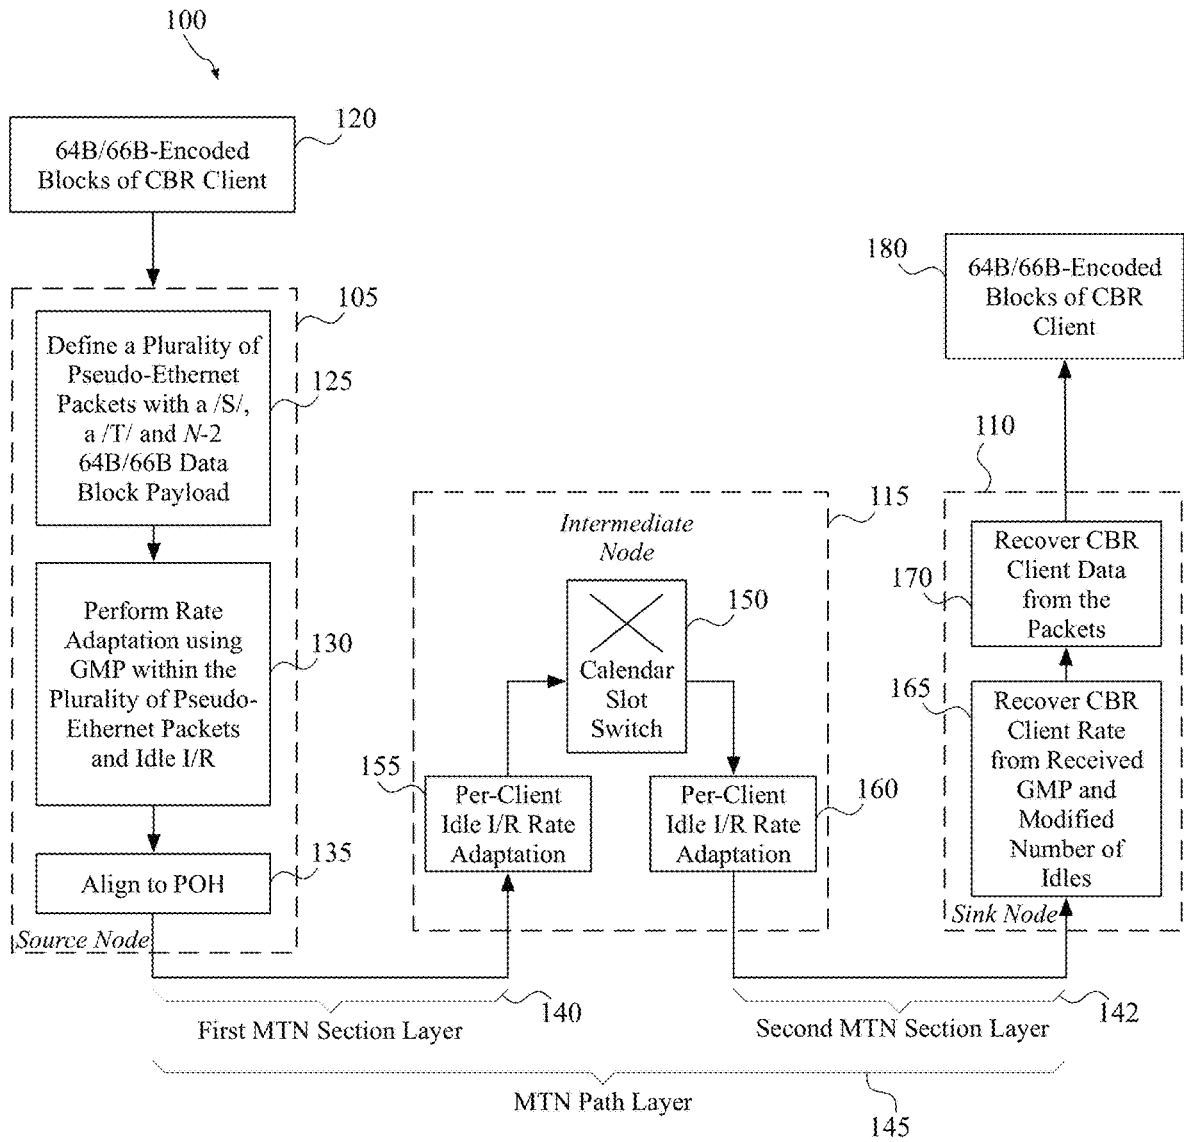 100
120
64B/66B-Encoded
Blocks of CBR Client
105
Define a Plurality of
Pseudo-Ethernet
Packets with a /S/,
a /T/ and N-2
64B/66B Data
Block Payload
125
Perform Rate
Adaptation using
GMP within the
Plurality of Pseudo-
Ethernet Packets
and Idle I/R
130
135
Align to POH
Source Node
115
Intermediate
Node
150
Calendar
Slot
Switch
155
Per-Client
Idle I/R Rate
Adaptation
Per-Client
Idle I/R Rate
Adaptation
160
180
64B/66B-Encoded
Blocks of CBR
Client
110
170
Recover CBR
Client Data
from the
Packets
165
Recover CBR
Client Rate
from Received
GMP and
Modified
Number of
Idles
Sink Node
140
First MTN Section Layer
142
Second MTN Section Layer
MTN Path Layer
145